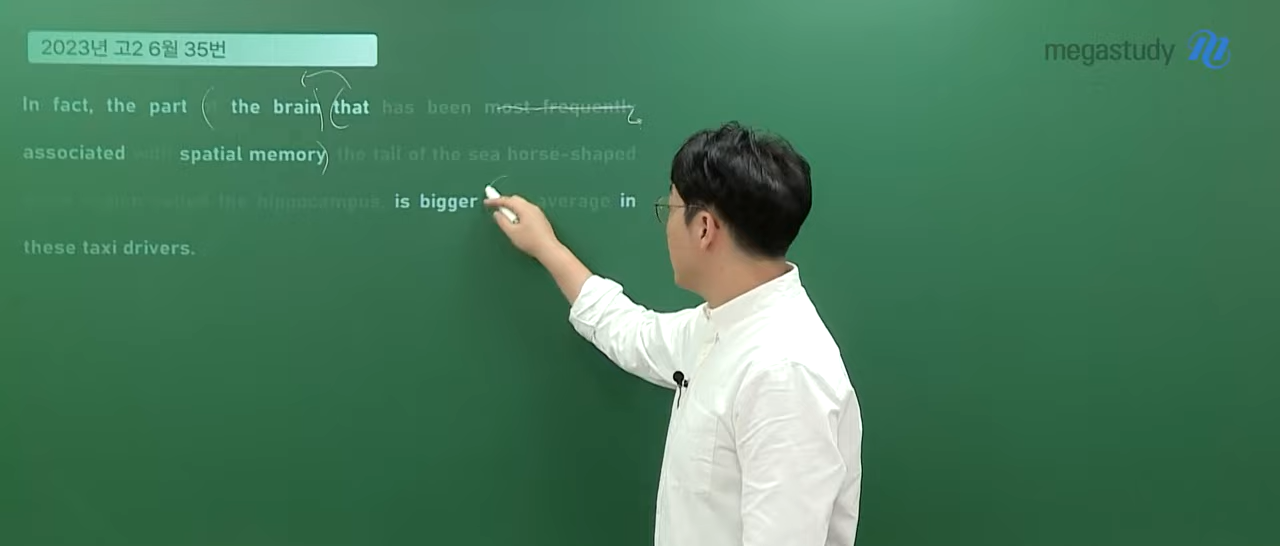 2023년 고2 6월 35번
megastudy
In fact, the part the brain that has been most frequently
associated with spatial memory the tail of the sea horse-shaped
the hippocampus, is bigger average in
these taxi drivers.